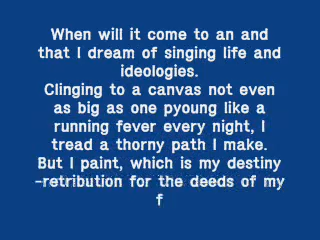 When will it come to an and
that I dream of singing life and
ideologies.
Clinging to a canvas not even
as big as one pyoung like a
running fever every night, I
tread a thorny path I make.
But I paint, which is my destiny
-retribution for the deeds of my
f